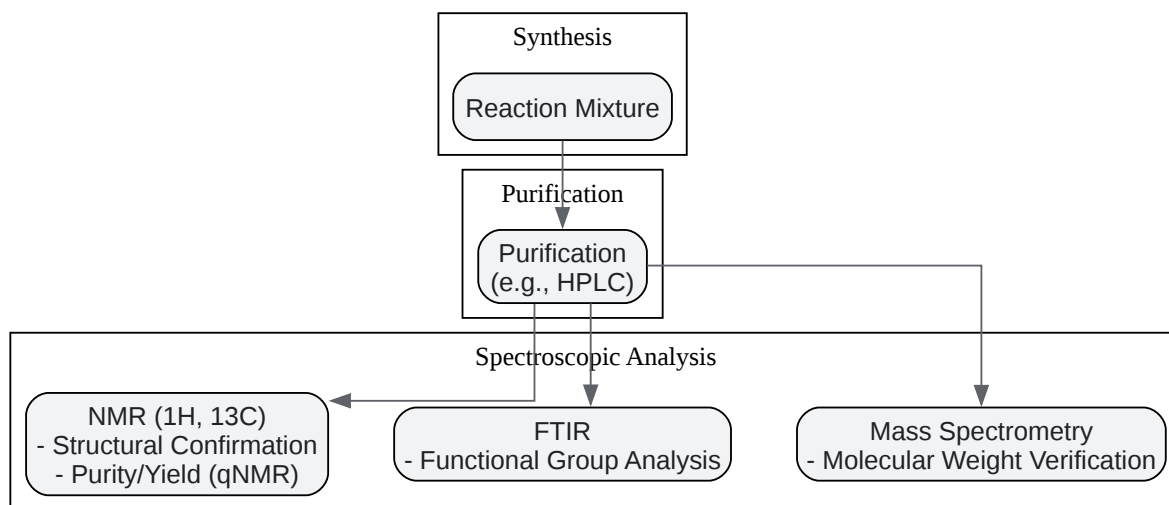 Synthesis
Reaction Mixture
Purification
Purification
(e.g., HPLC)
Spectroscopic Analysis
NMR (1H, 13C)
- Structural Confirmation
- Purity/Yield (qNMR)
FTIR
- Functional Group Analysis
Mass Spectrometry
- Molecular Weight Verification